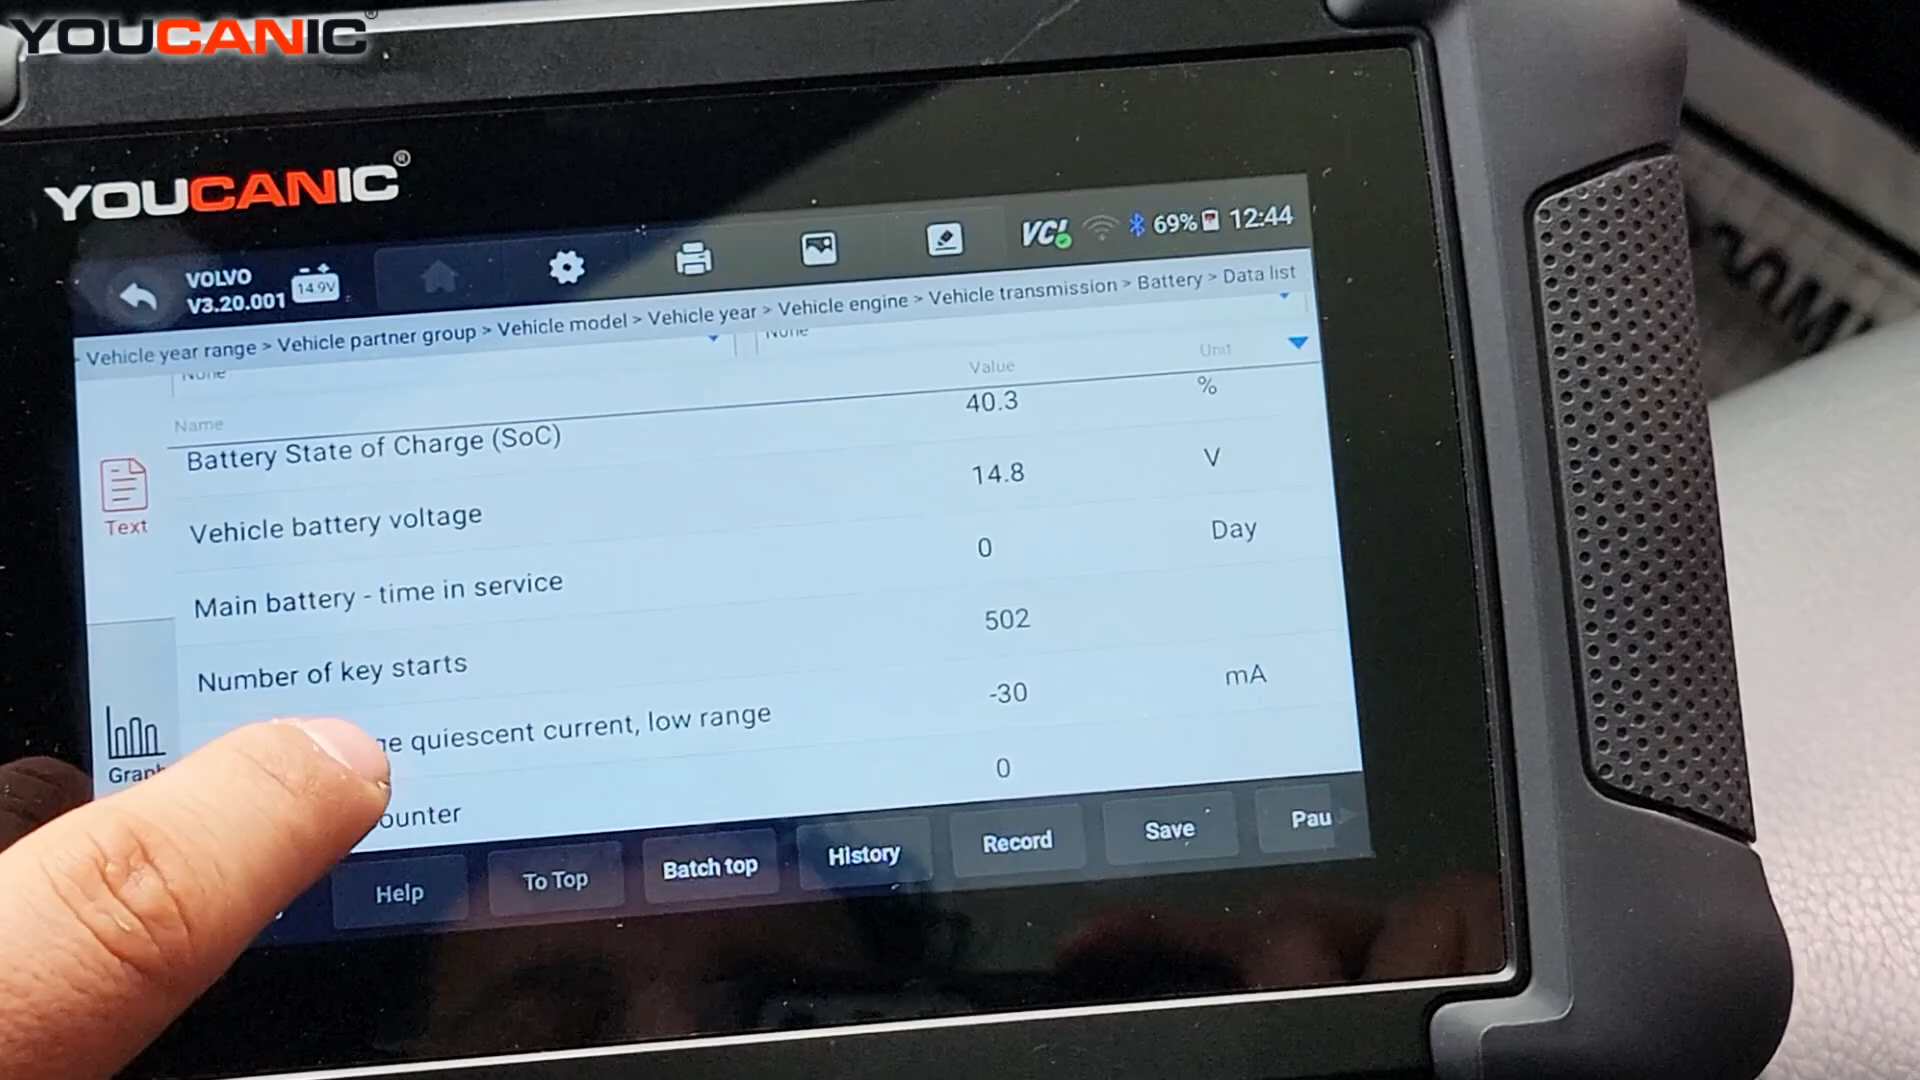 YOUCANIC®
YOUCANIC®
VOLVO
V3.20.001
14.9V
VCI
69%
12:44
Vehicle year range > Vehicle partner group > Vehicle model > Vehicle year > Vehicle engine > Vehicle transmission > Battery > Data list
None None
Name Value Unit
Battery State of Charge (SoC) 40.3 %
Vehicle battery voltage 14.8 V
Main battery - time in service 0 Day
Number of key starts 502
quiescent current, low range -30 mA
0
Text
Graph
Help To Top Batch top History Record Save Pau